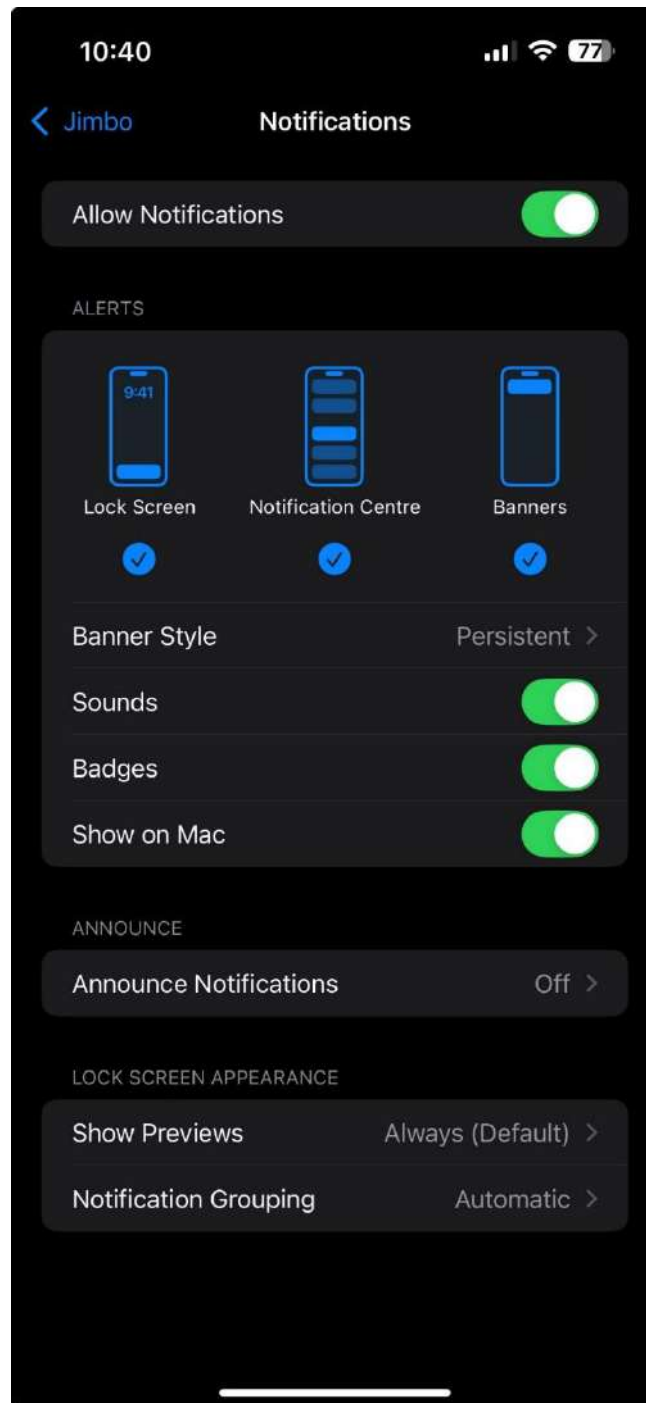 10:40 77
Jimbo Notifications
Allow Notifications
ALERTS
9:41
Lock Screen Notification Centre Banners
Banner Style Persistent
Sounds
Badges
Show on Mac
ANNOUNCE
Announce Notifications Off
LOCK SCREEN APPEARANCE
Show Previews Always (Default)
Notification Grouping Automatic